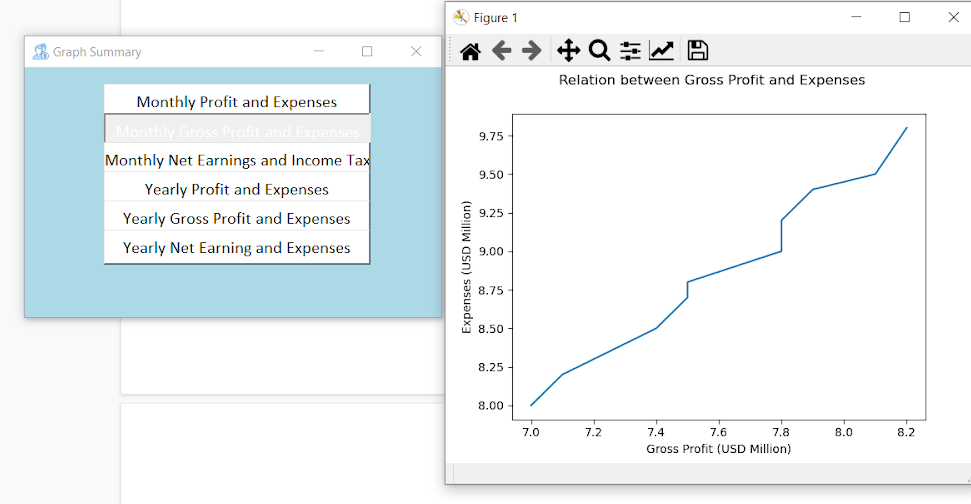 Graph Summary
Monthly Profit and Expenses
Monthly Gross Profit and Expenses
Monthly Net Earnings and Income Tax
Yearly Profit and Expenses
Yearly Gross Profit and Expenses
Yearly Net Earning and Expenses
Figure 1
Relation between Gross Profit and Expenses
Expenses (USD Million)
9.75
9.50
9.25
9.00
8.75
8.50
8.25
8.00
7.0 7.2 7.4 7.6 7.8 8.0 8.2
Gross Profit (USD Million)